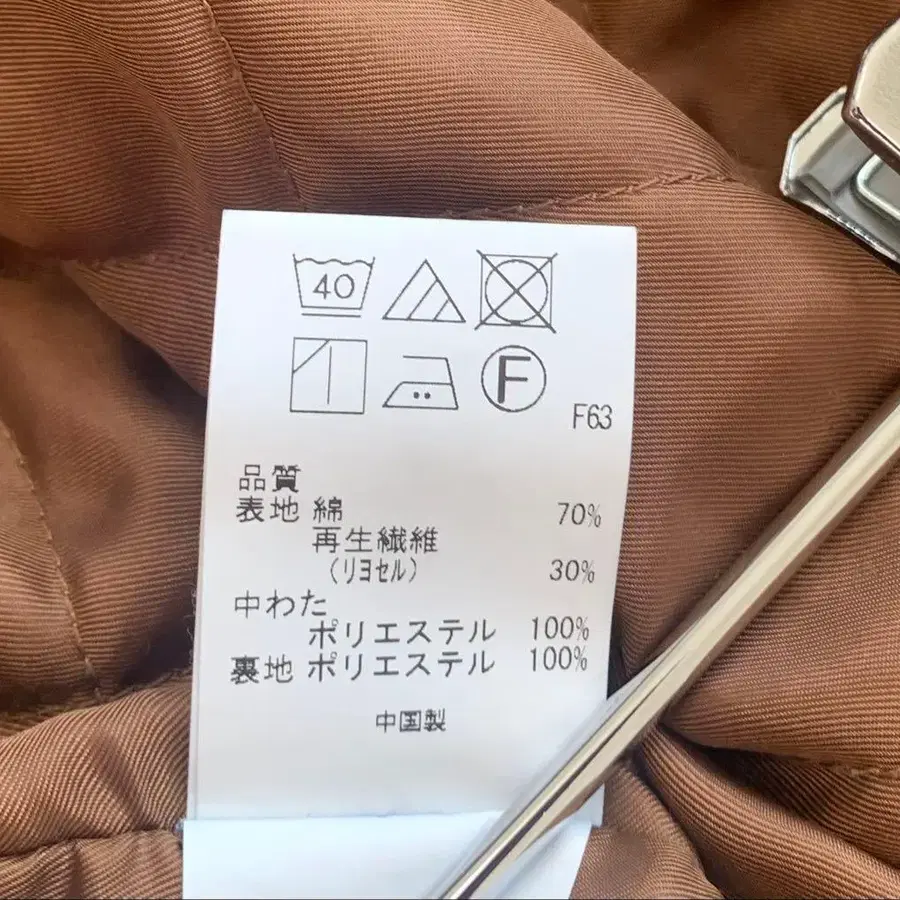 40
F
F63
品質
表地 綿 70%
再生繊維
(リヨセル) 30%
中わた
ポリエステル 100%
裏地 ポリエステル 100%
中国製